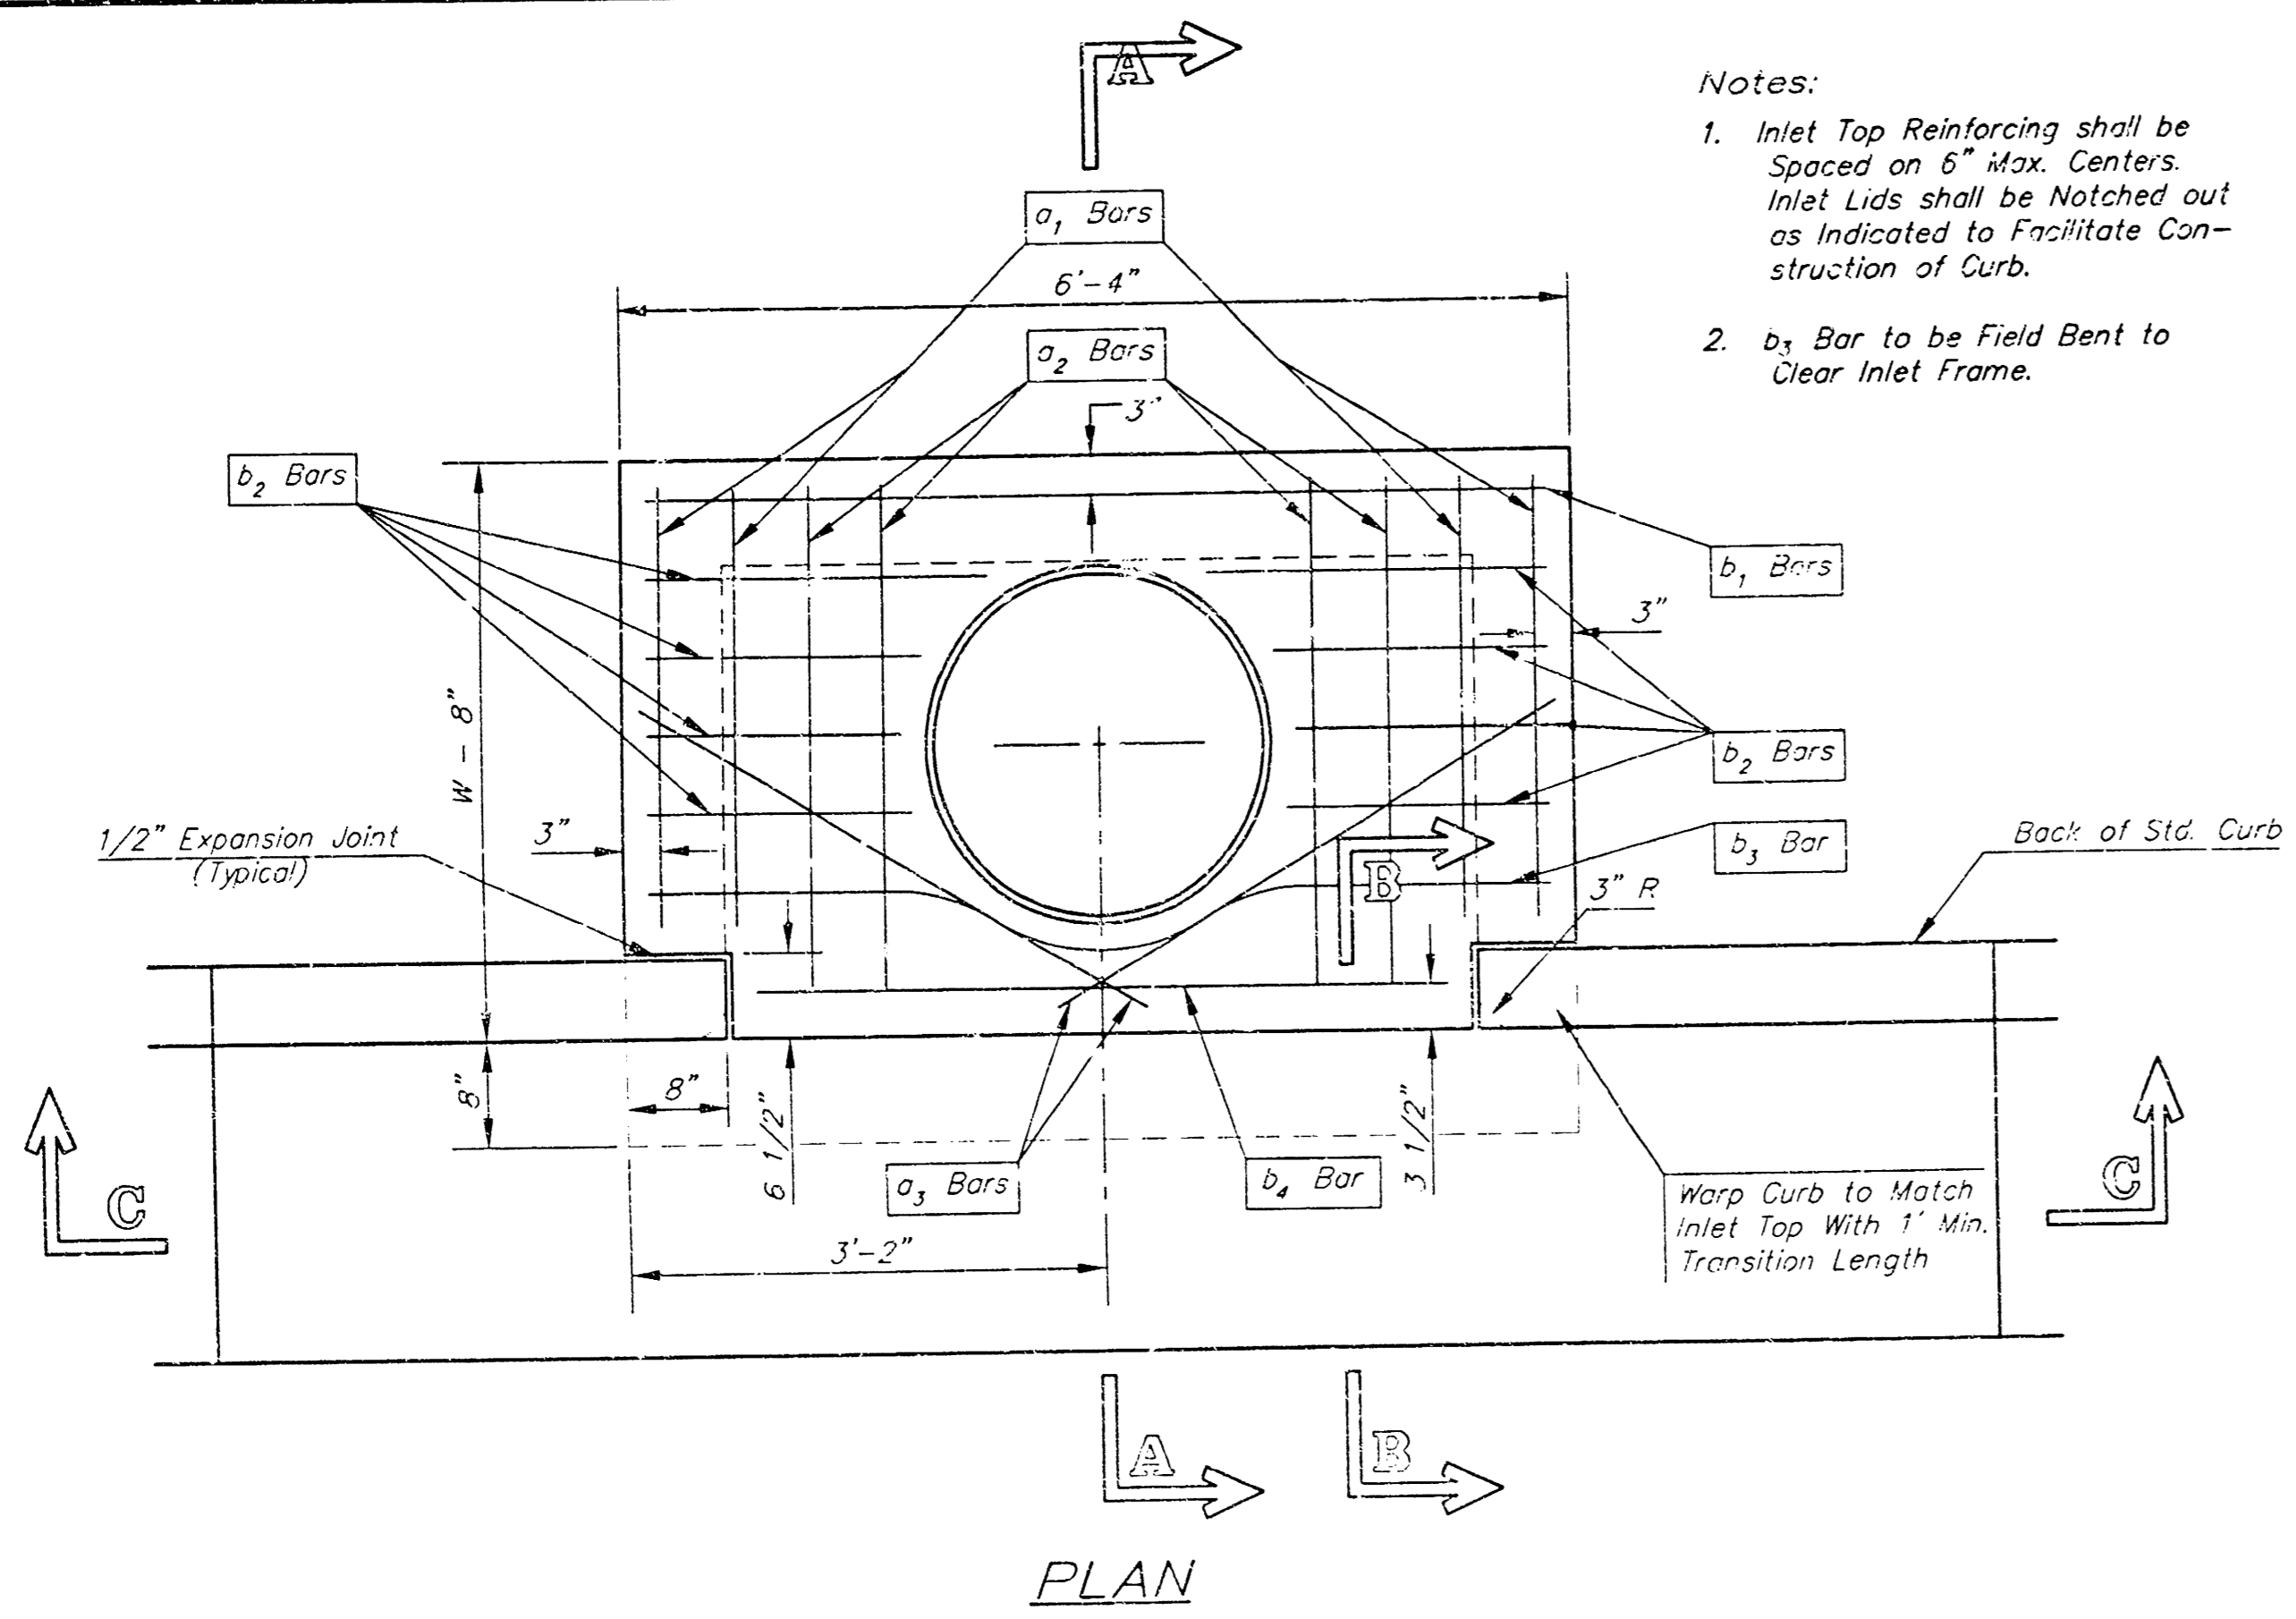 A
Notes:
1. Inlet Top Reinforcing shall be
Spaced on 6" Max. Centers.
Inlet Lids shall be Notched out
as Indicated to Facilitate Con-
struction of Curb.
2. b3 Bar to be Field Bent to
Clear Inlet Frame.
a1 Bars
6'-4"
a2 Bars
3"
b2 Bars
b1 Bars
3"
W - 8"
b2 Bars
1/2" Expansion Joint
(Typical)
3"
b3 Bar
Back of Std. Curb
B
3" R
8"
8"
6 1/2"
3 1/2"
a3 Bars
b4 Bar
Warp Curb to Match
Inlet Top With 1' Min.
Transition Length
C
C
3'-2"
A
B
PLAN